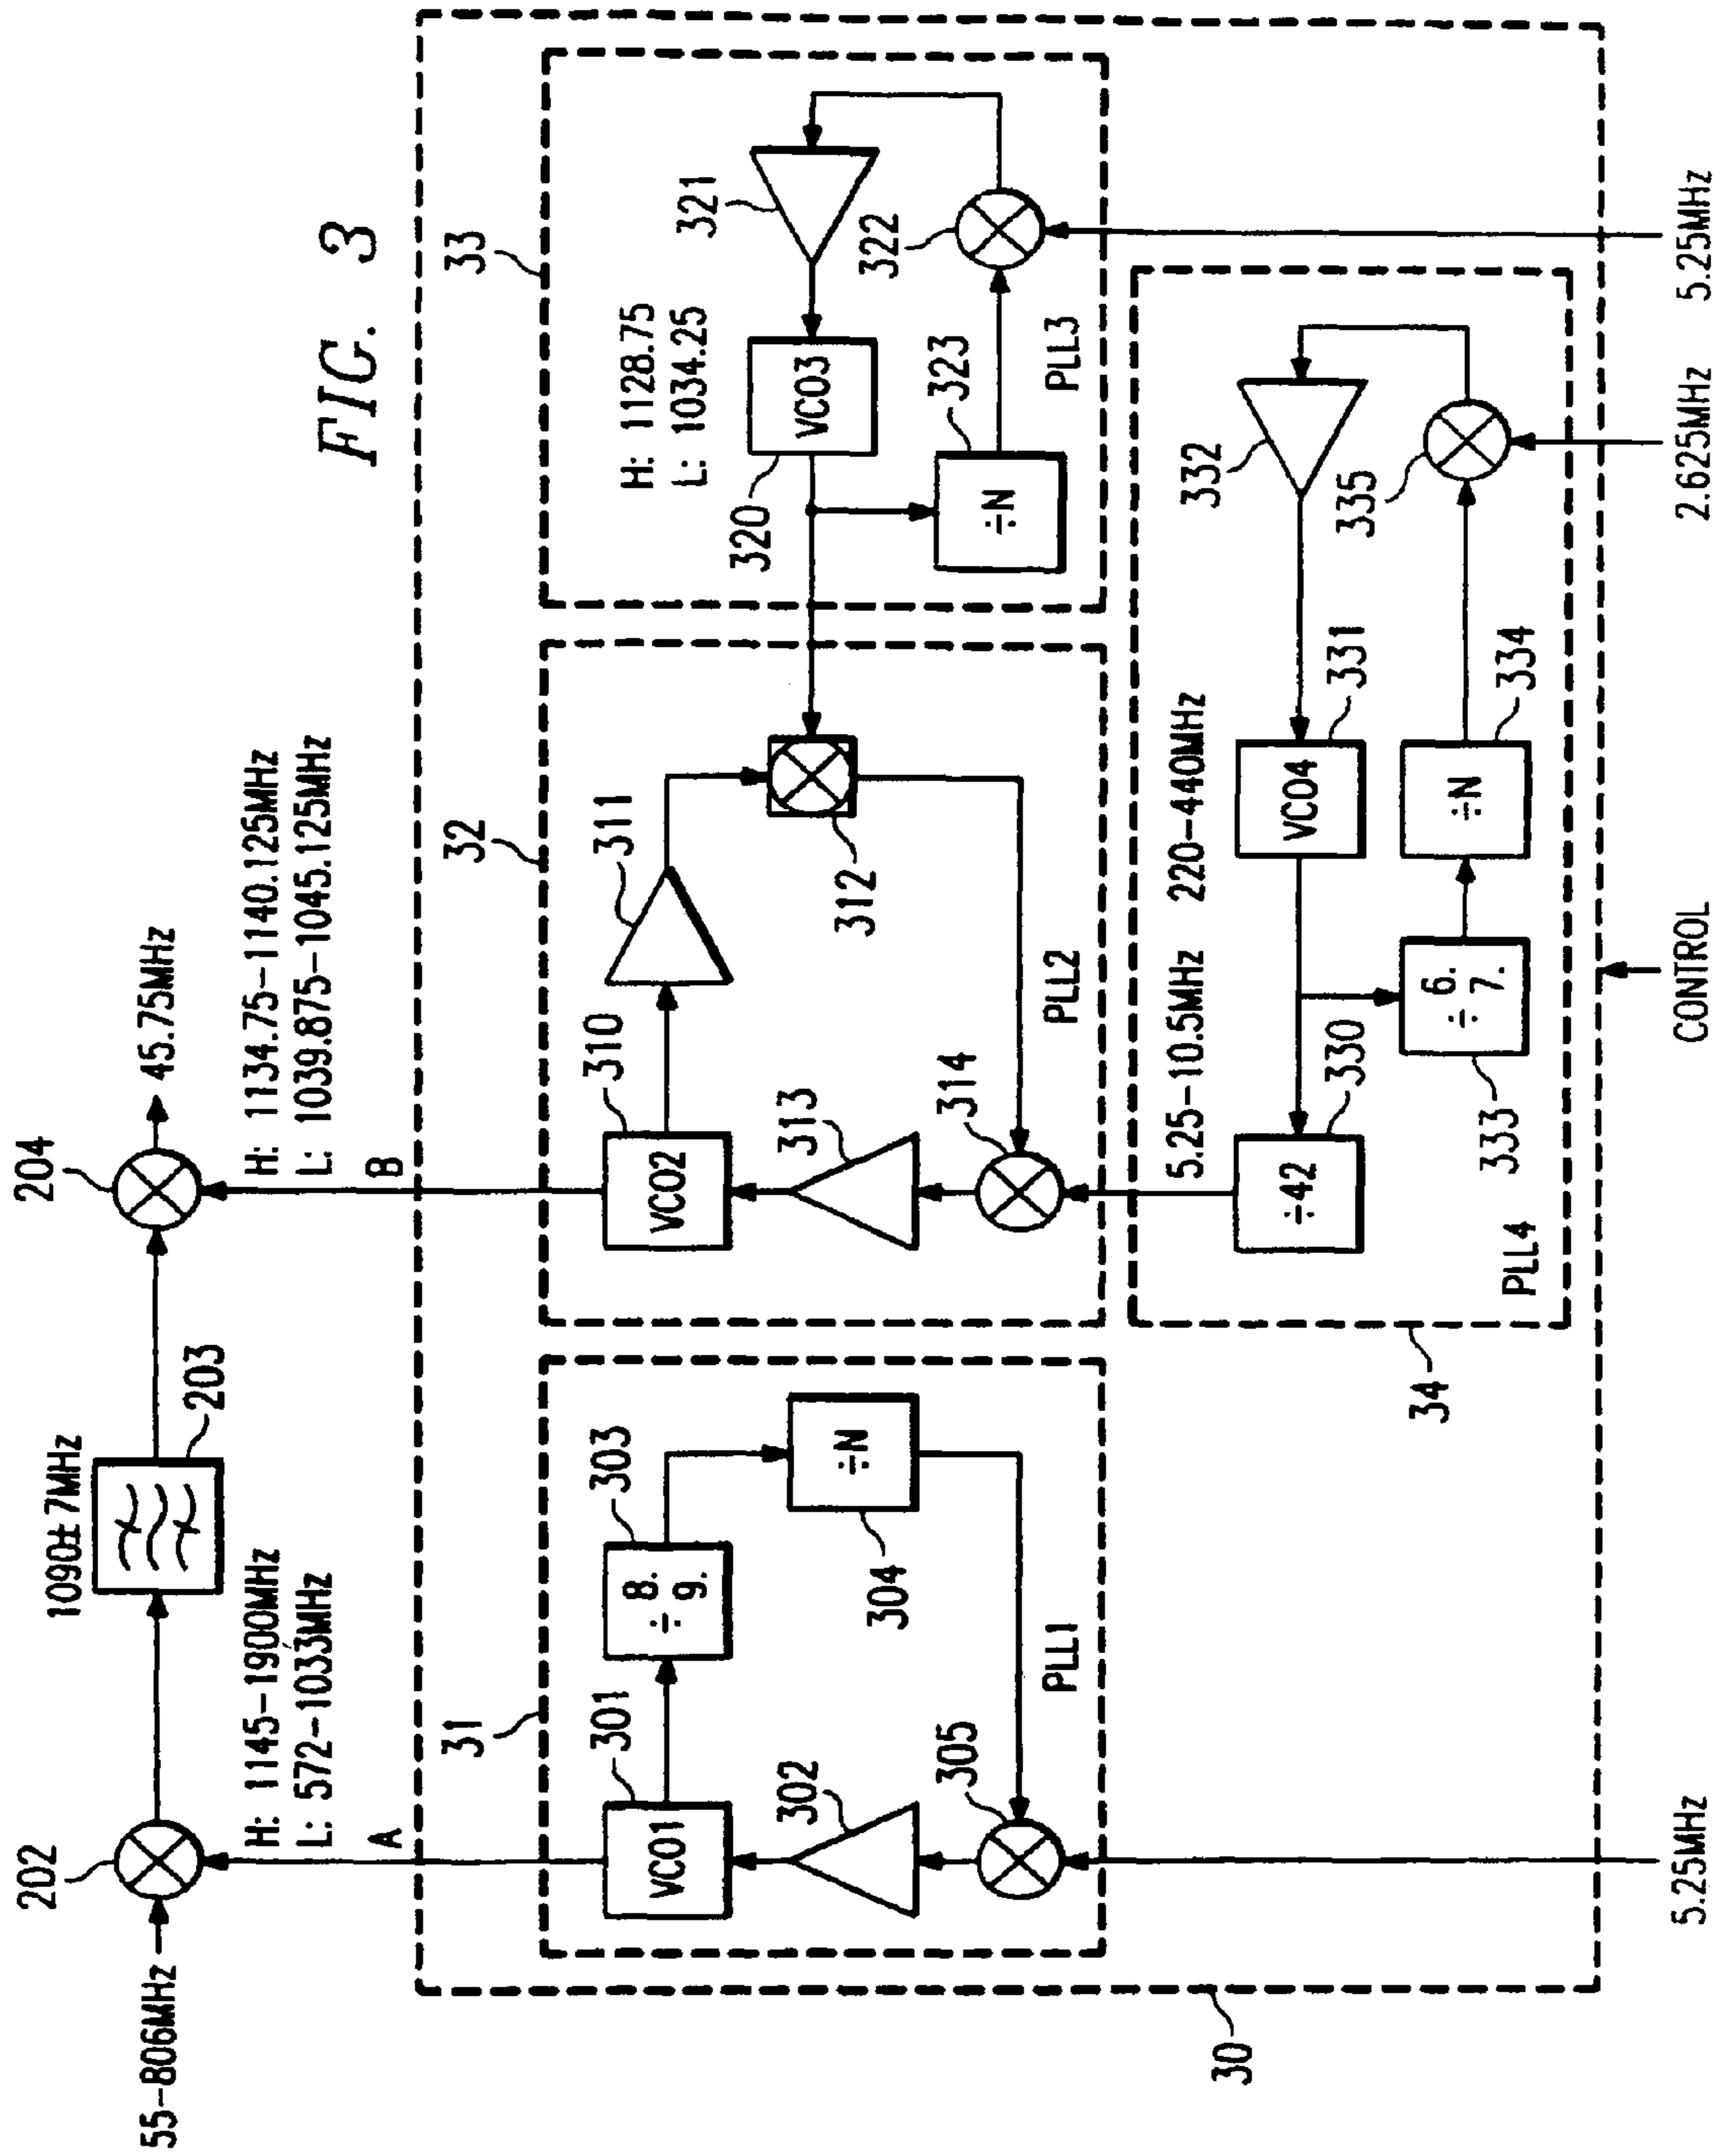 FIG. 3
55-806MHz
202
1090±7MHz
203
204
45.75MHz
H: 1145-1900MHz
L: 572-1033MHz
A
H: 1134.75-1140.125MHz
L: 1039.875-1045.125MHz
B
30
31
VCO1
301
302
÷ 8. 9.
303
÷N
304
305
PLL1
32
VCO2
310
311
312
313
314
PLL2
33
H: 1128.75
L: 1034.25
VCO3
320
321
322
÷N
323
PLL3
5.25-10.5MHz
220-440MHz
÷42
330
VCO4
331
332
÷ 6. 7.
333
÷N
334
335
PLL4
34
5.25MHz
CONTROL
2.625MHz
5.25MHz